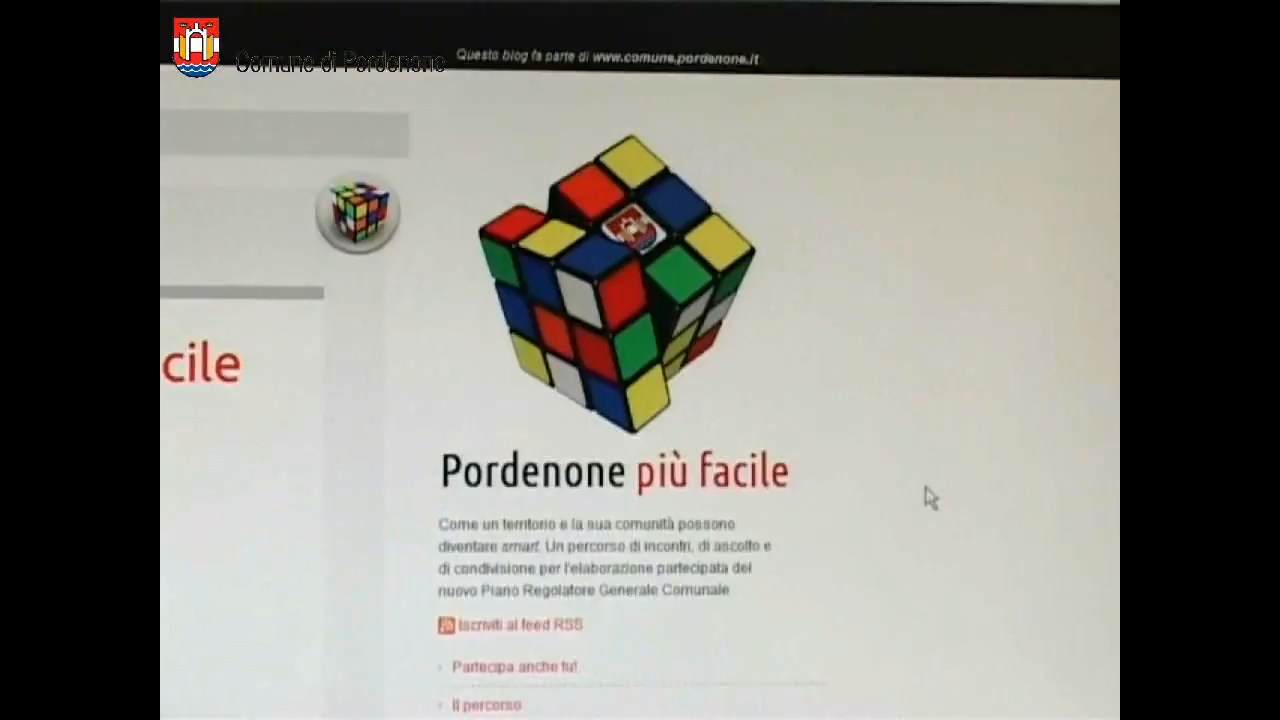 Comune di Pordenone
Questo blog fa parte di www.comune.pordenone.it
cile
Pordenone più facile
Come un territorio e la sua comunità possono
diventare smart. Un percorso di incontri, di ascolto e
di condivisione per l'elaborazione partecipata del
nuovo Piano Regolatore Generale Comunale
Iscriviti al feed RSS
Partecipa anche tu!
Il percorso